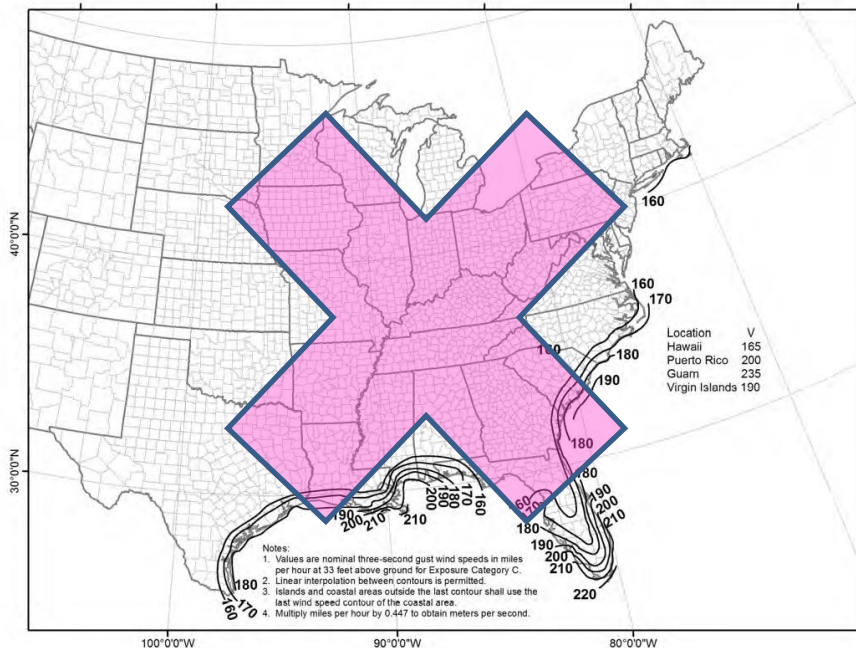 160
40°0'0"N
160
170
Location V
Hawaii 165
Puerto Rico 200
Guam 235
Virgin Islands 190
180
160
190
180
30°0'0"N
180
190
200
210
160
170
180
190
200
190
200
210
210
180
190
200
210
220
Notes:
1. Values are nominal three-second gust wind speeds in miles
per hour at 33 feet above ground for Exposure Category C.
2. Linear interpolation between contours is permitted.
3. Islands and coastal areas outside the last contour shall use the
last wind speed contour of the coastal area.
4. Multiply miles per hour by 0.447 to obtain meters per second.
180
170
160
100°0'0"W
90°0'0"W
80°0'0"W